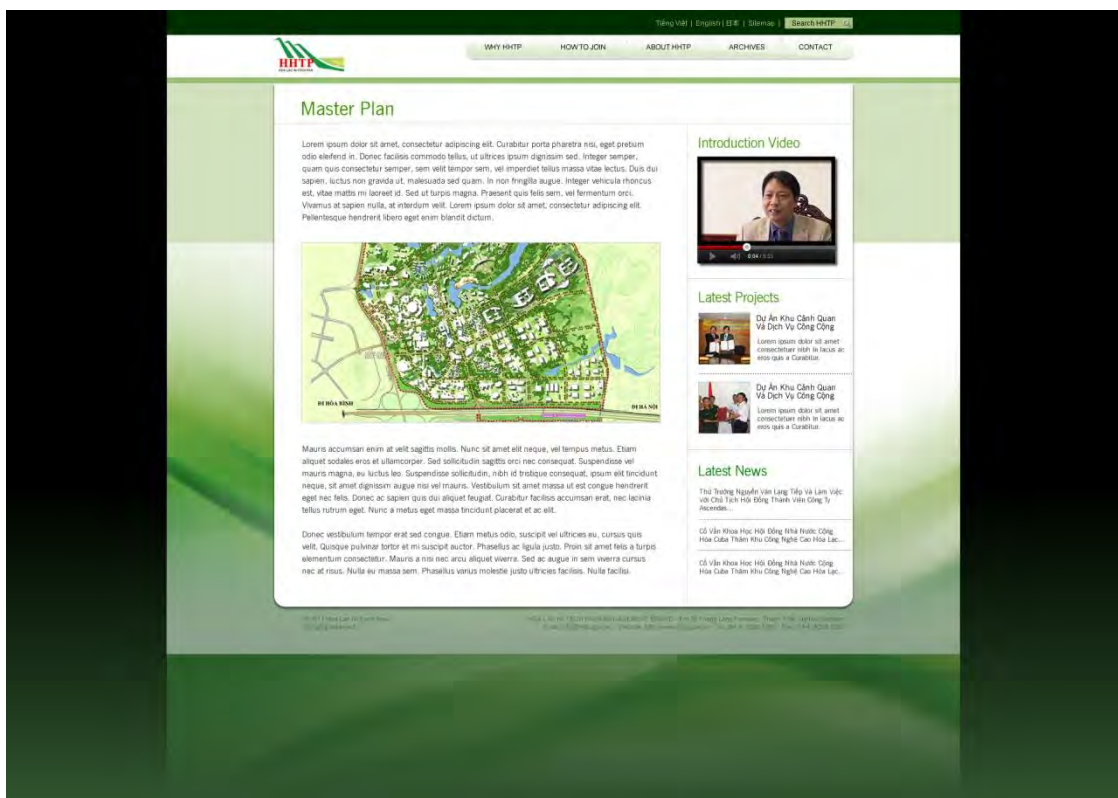 Tiếng Việt | English | 日本 | Sitemap |
Search HHTP
HHTP
WHY HHTP
HOW TO JOIN
ABOUT HHTP
ARCHIVES
CONTACT
Master Plan
Lorem ipsum dolor sit amet, consectetur adipiscing elit. Curabitur porta pharetra nisi, eget pretium
odio eleifend in. Donec facilisis commodo tellus, ut ultrices ipsum dignissim sed. Integer semper,
quam quis consectetur semper, sem velit tempor sem, vel imperdiet tellus massa vitae lectus. Duis dui
sapien, luctus non gravida ut, malesuada sed quam. In non fringilla augue. Integer vehicula rhoncus
est, vitae mattis mi laoreet id. Sed ut turpis magna. Praesent quis felis sem, vel fermentum orci.
Vivamus at sapien nulla, at interdum velit. Lorem ipsum dolor sit amet, consectetur adipiscing elit.
Pellentesque hendrerit libero eget enim blandit dictum.
ĐI HÒA BÌNH
ĐI HÀ NỘI
Mauris accumsan enim at velit sagittis mollis. Nunc sit amet elit neque, vel tempus metus. Etiam
aliquet sodales eros et ullamcorper. Sed sollicitudin sagittis orci nec consequat. Suspendisse vel
mauris magna, eu luctus leo. Suspendisse sollicitudin, nibh id tristique consequat, ipsum elit tincidunt
neque, sit amet dignissim augue nisi vel mauris. Vestibulum sit amet massa ut est congue hendrerit
eget nec felis. Donec ac sapien quis dui aliquet feugiat. Curabitur facilisis accumsan erat, nec lacinia
tellus rutrum eget. Nunc a metus eget massa tincidunt placerat et ac elit.
Donec vestibulum tempor erat sed congue. Etiam metus odio, suscipit vel ultricies eu, cursus quis
velit. Quisque pulvinar tortor et mi suscipit auctor. Phasellus ac ligula justo. Proin sit amet felis a turpis
elementum consectetur. Mauris a nisi nec arcu aliquet viverra. Sed ac augue in sem viverra cursus
nec at risus. Nulla eu massa sem. Phasellus varius molestie justo ultricies facilisis. Nulla facilisi.
Introduction Video
0:04 /
Latest Projects
Dự Án Khu Cảnh Quan
Và Dịch Vụ Công Cộng
Lorem ipsum dolor sit amet
consectetuer nibh in lacus ac
eros quis a Curabitur.
Dự Án Khu Cảnh Quan
Và Dịch Vụ Công Cộng
Lorem ipsum dolor sit amet
consectetuer nibh in lacus ac
eros quis a Curabitur.
Latest News
Thứ Trưởng Nguyễn Văn Lạng Tiếp Và Làm Việc
Với Chủ Tịch Hội Đồng Thành Viên Công Ty
Ascendas...
Cố Vấn Khoa Học Hội Đồng Nhà Nước Cộng
Hòa Cuba Thăm Khu Công Nghệ Cao Hòa Lạc...
Cố Vấn Khoa Học Hội Đồng Nhà Nước Cộng
Hòa Cuba Thăm Khu Công Nghệ Cao Hòa Lạc...